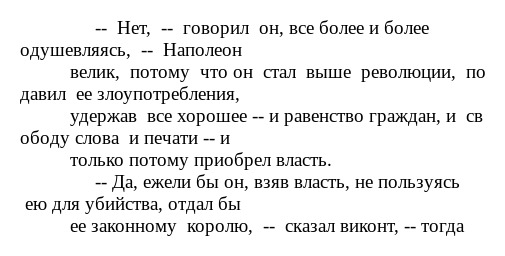 -- Нет, -- говорил он, все более и более
одушевляясь, -- Наполеон
велик, потому что он стал выше революции, по
давил ее злоупотребления,
удержав все хорошее -- и равенство граждан, и св
ободу слова и печати -- и
только потому приобрел власть.
-- Да, ежели бы он, взяв власть, не пользуясь
ею для убийства, отдал бы
ее законному королю, -- сказал виконт, -- тогда